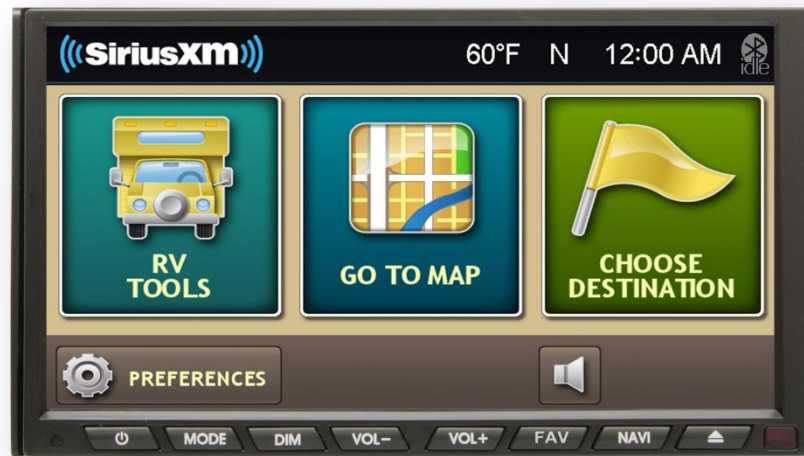 SiriusXM 60°F N 12:00 AM
idle
RV
TOOLS
GO TO MAP
CHOOSE
DESTINATION
PREFERENCES
MODE DIM VOL− VOL+ FAV NAVI